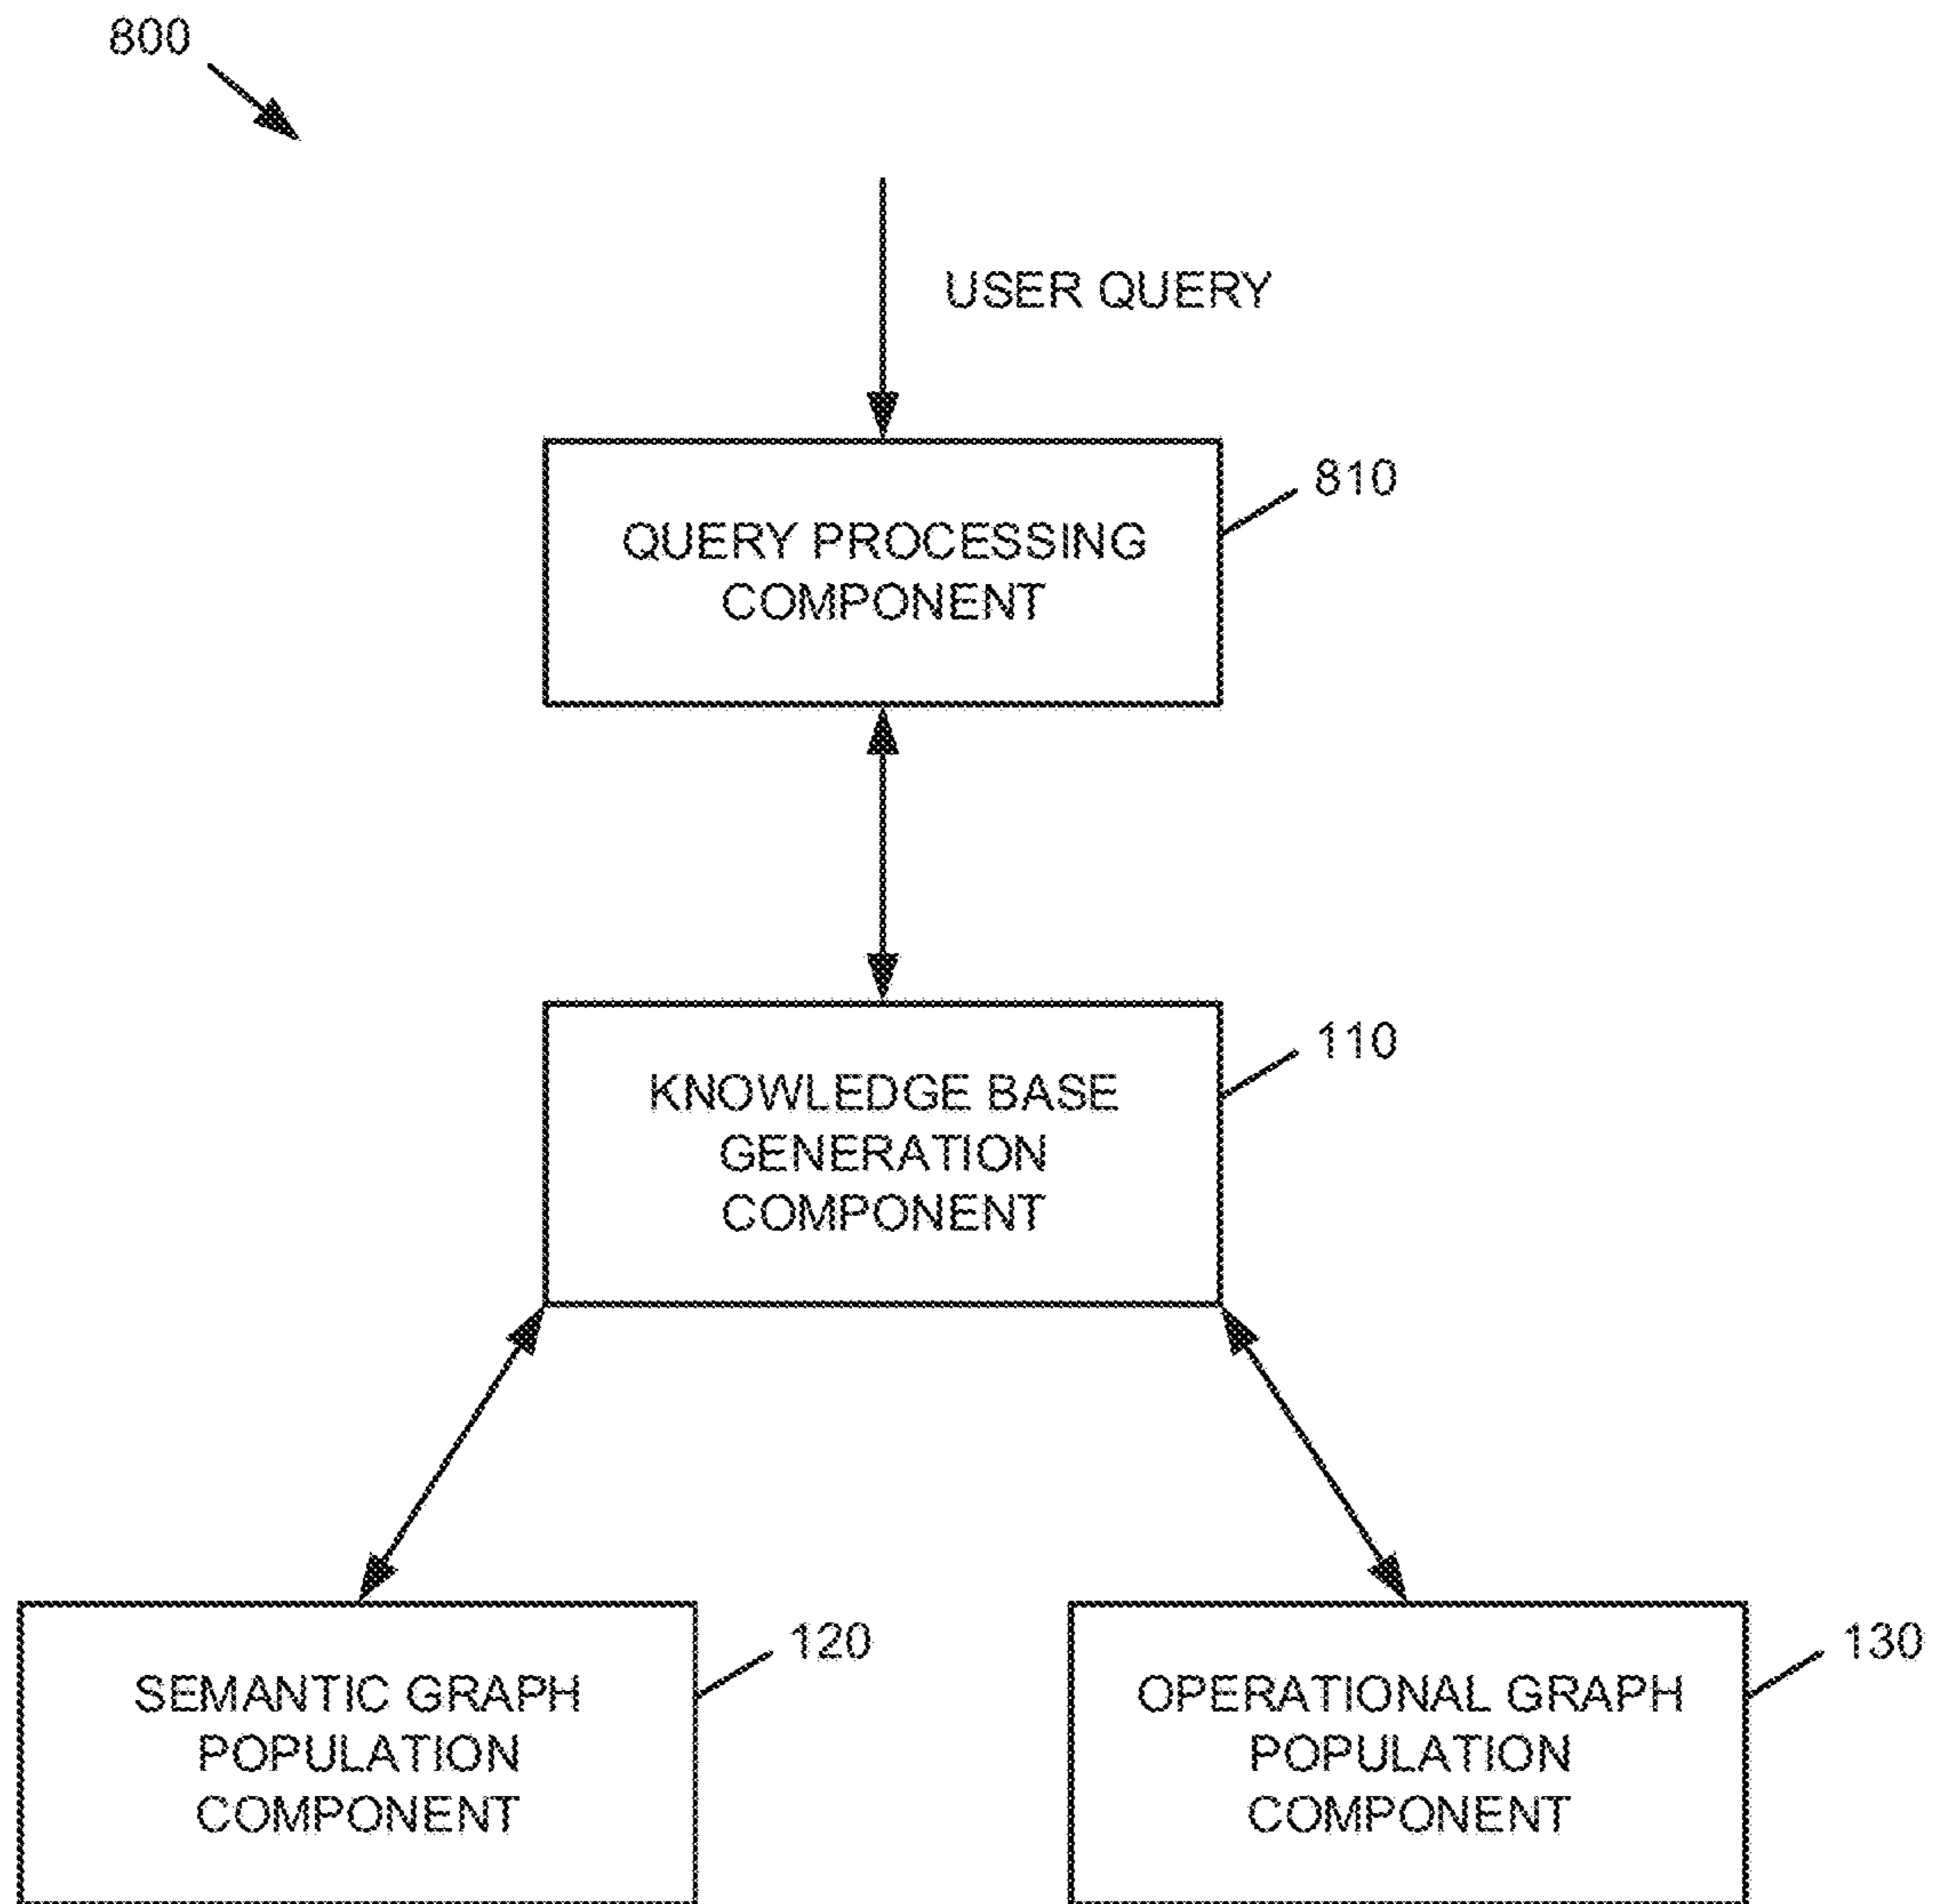 800
USER QUERY
810
QUERY PROCESSING
COMPONENT
110
KNOWLEDGE BASE
GENERATION
COMPONENT
120
SEMANTIC GRAPH
POPULATION
COMPONENT
130
OPERATIONAL GRAPH
POPULATION
COMPONENT